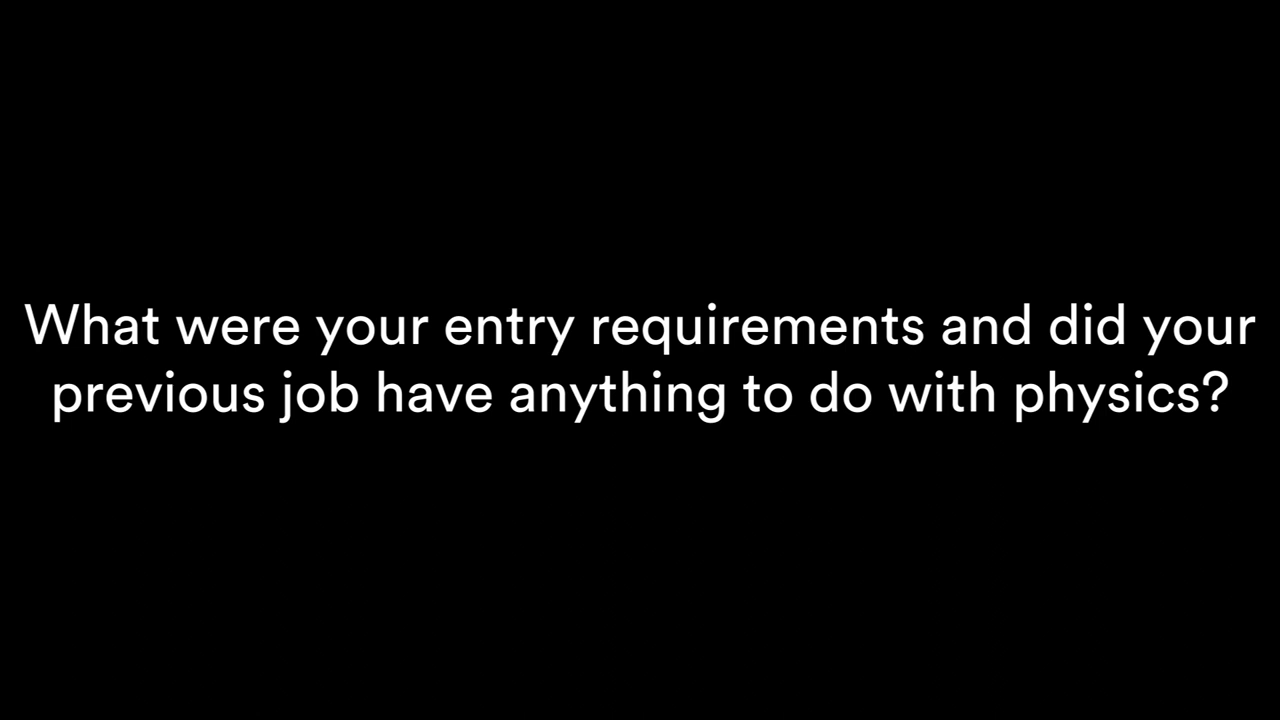 What were your entry requirements and did your
previous job have anything to do with physics?